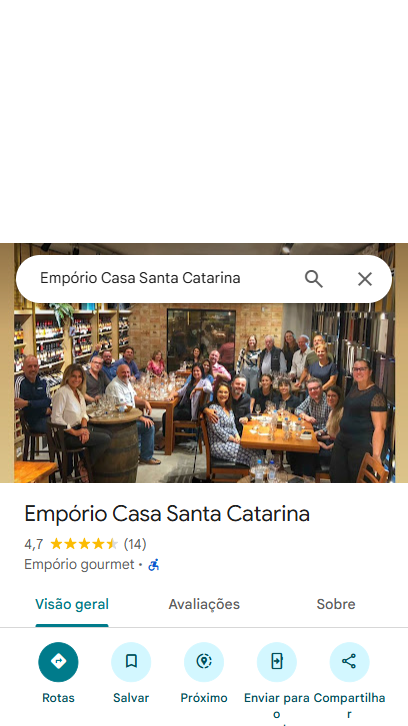 Empório Casa Santa Catarina
Empório Casa Santa Catarina
4,7 (14)
Empório gourmet ·
Visão geral Avaliações Sobre
Rotas Salvar Próximo Enviar para o Compartilhar